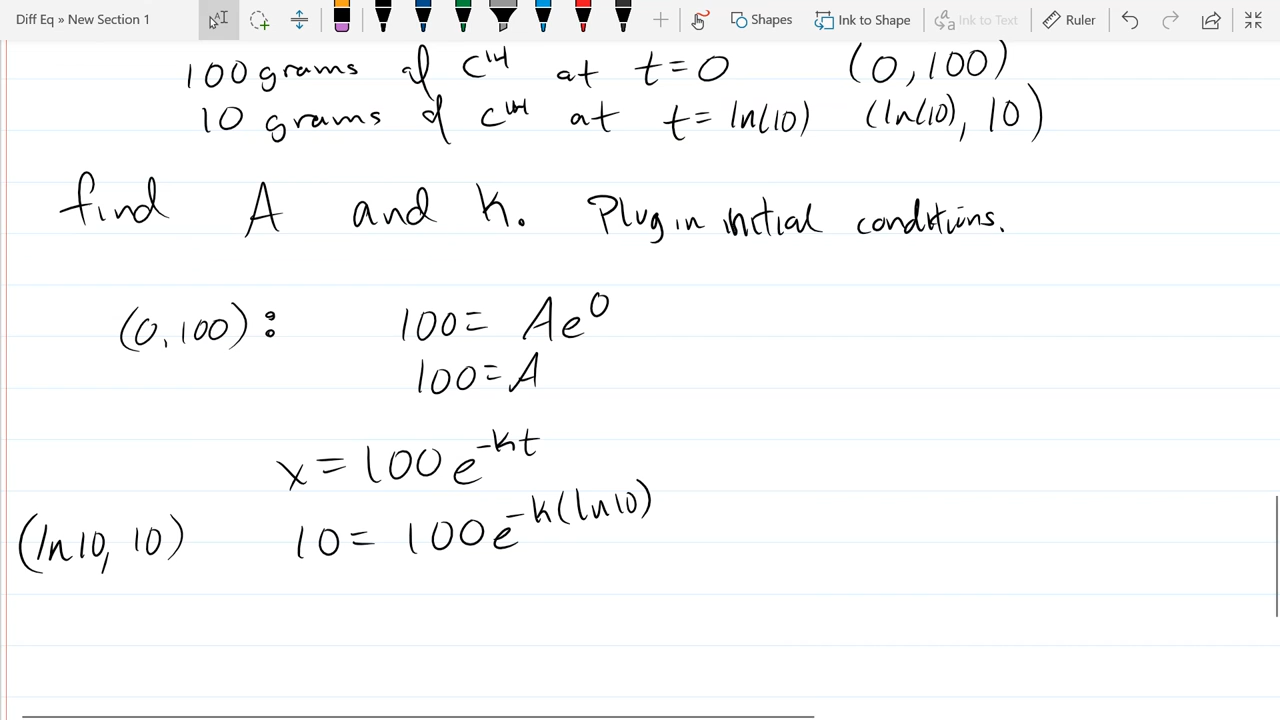 Diff Eq » New Section 1
Shapes
Ink to Shape
Ink to Text
Ruler
100 grams of C¹⁴ at t=0 (0,100)
10 grams of C¹⁴ at t=ln(10) (ln(10), 10)
find A and k. Plug in initial conditions.
(0,100): 100= Ae⁰
100=A
x=100e^-kt
(ln10, 10) 10= 100e^-k(ln10)